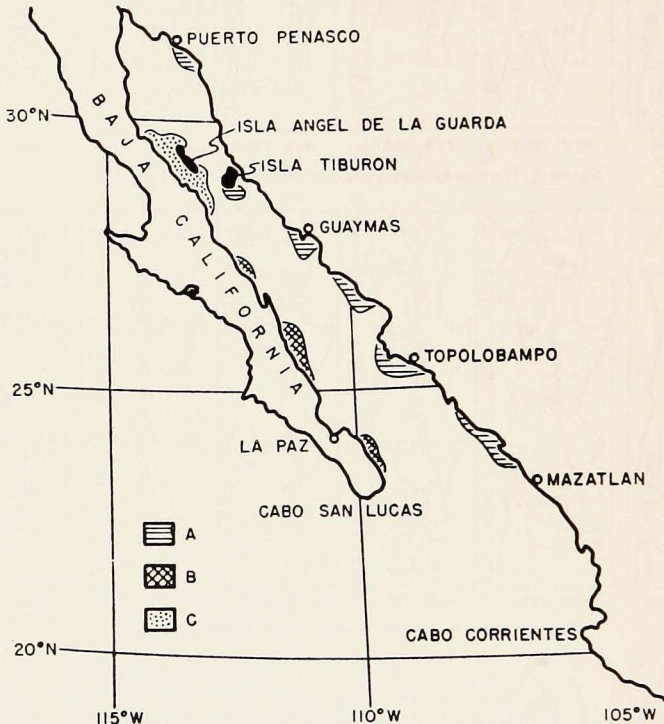 PUERTO PENASCO
30°N
ISLA ANGEL DE LA GUARDA
ISLA TIBURON
BAJA CALIFORNIA
GUAYMAS
TOPOLOBAMPO
25°N
LA PAZ
MAZATLAN
CABO SAN LUCAS
A
B
C
CABO CORRIENTES
20°N
115°W
110°W
105°W